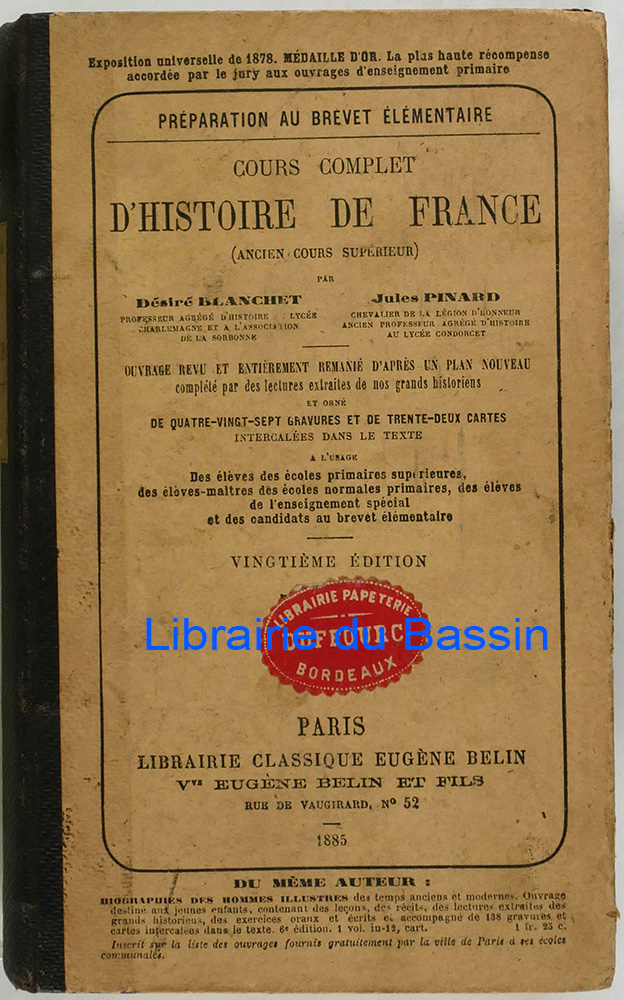 Exposition universelle de 1878. MÉDAILLE D'OR. La plus haute récompense
accordée par le jury aux ouvrages d'enseignement primaire
PRÉPARATION AU BREVET ÉLÉMENTAIRE
COURS COMPLET
D'HISTOIRE DE FRANCE
(ANCIEN COURS SUPÉRIEUR)
PAR
Désiré BLANCHET
PROFESSEUR AGRÉGÉ D'HISTOIRE LYCÉE
CHARLEMAGNE ET A L'ASSOCIATION
DE LA SORBONNE
Jules PINARD
CHEVALIER DE LA LÉGION D'HONNEUR
ANCIEN PROFESSEUR AGRÉGÉ D'HISTOIRE
AU LYCÉE CONDORCET
OUVRAGE REVU ET ENTIÈREMENT REMANIÉ D'APRÈS UN PLAN NOUVEAU
complété par des lectures extraites de nos grands historiens
ET ORNÉ
DE QUATRE-VINGT-SEPT GRAVURES ET DE TRENTE-DEUX CARTES
INTERCALÉES DANS LE TEXTE
A L'USAGE
Des élèves des écoles primaires supérieures,
des élèves-maîtres des écoles normales primaires, des élèves
de l'enseignement spécial
et des candidats au brevet élémentaire
VINGTIÈME ÉDITION
LIBRAIRIE PAPETERIE
DUFFOURC
BORDEAUX
Librairie du Bassin
PARIS
LIBRAIRIE CLASSIQUE EUGÈNE BELIN
Vve EUGÈNE BELIN ET FILS
RUE DE VAUGIRARD, No 52
1885
DU MÊME AUTEUR :
BIOGRAPHIES DES HOMMES ILLUSTRES des temps anciens et modernes. Ouvrage
destiné aux jeunes enfants, contenant des leçons, des récits, des lectures extraites des
grands historiens, des exercices oraux et écrits et accompagné de 138 gravures et
cartes intercalées dans le texte. 6e édition. 1 vol. in-12, cart. 1 fr. 25 c.
Inscrit sur la liste des ouvrages fournis gratuitement par la ville de Paris à ses écoles
communales.